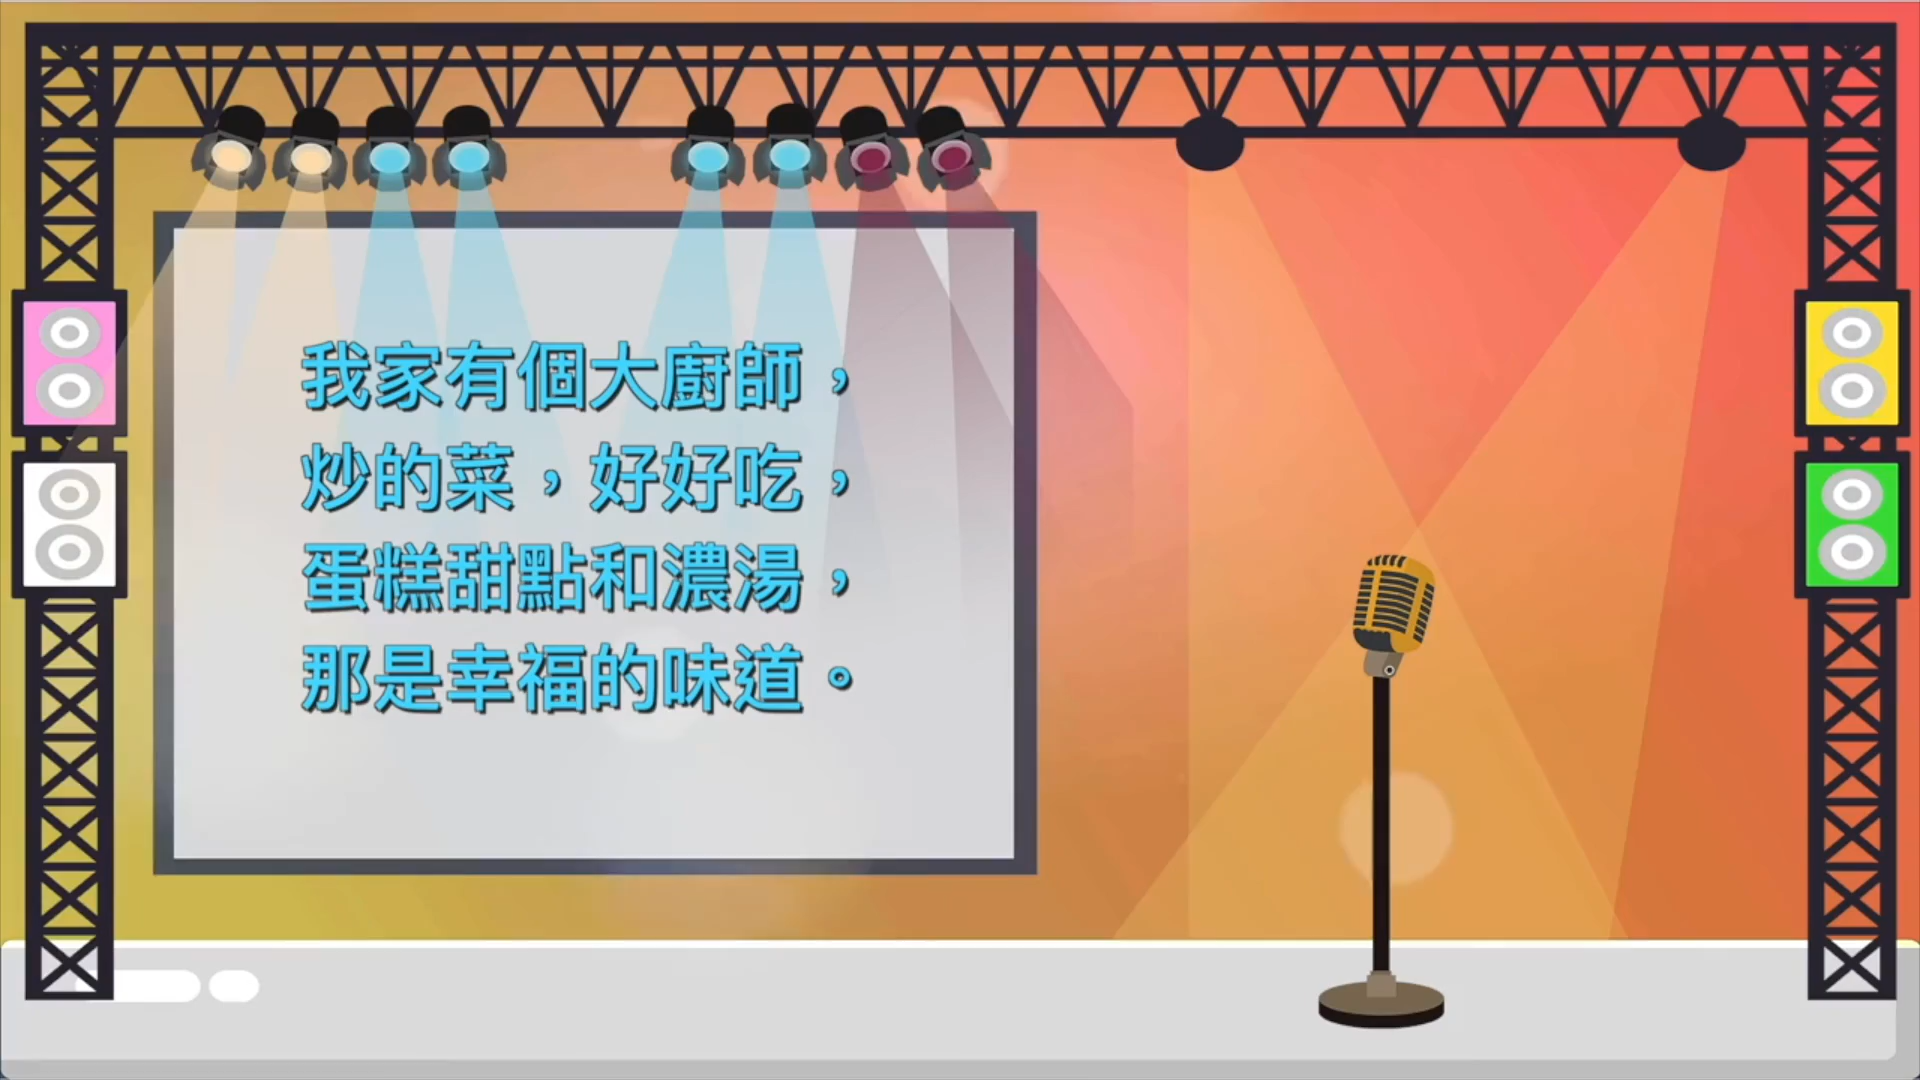 我家有個大廚師，
炒的菜，好好吃，
蛋糕甜點和濃湯，
那是幸福的味道。